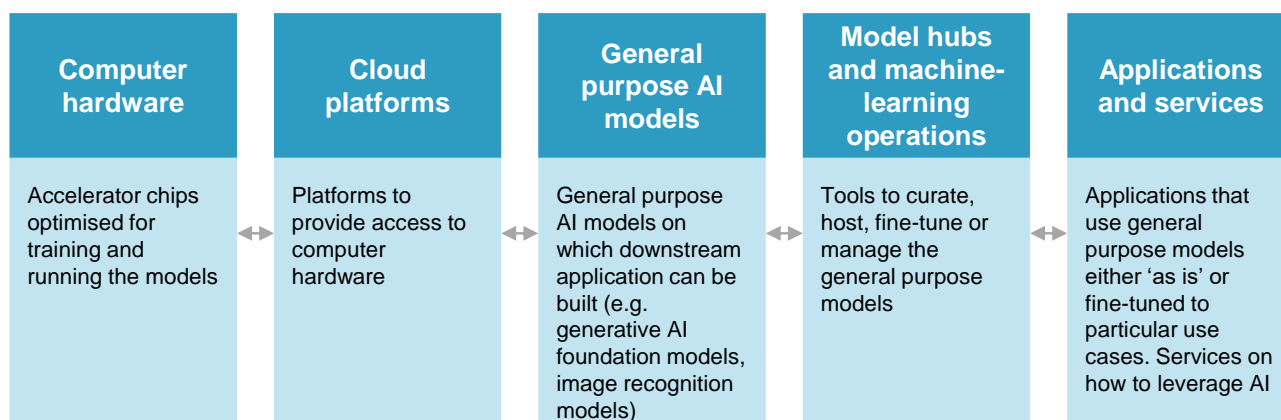 Computer
hardware
Accelerator chips
optimised for
training and
running the models
Cloud
platforms
Platforms to
provide access to
computer
hardware
General
purpose AI
models
General purpose
AI models on
which downstream
application can be
built (e.g.
generative AI
foundation models,
image recognition
models)
Model hubs
and machine-
learning
operations
Tools to curate,
host, fine-tune or
manage the
general purpose
models
Applications
and services
Applications that
use general
purpose models
either ‘as is’ or
fine-tuned to
particular use
cases. Services on
how to leverage AI